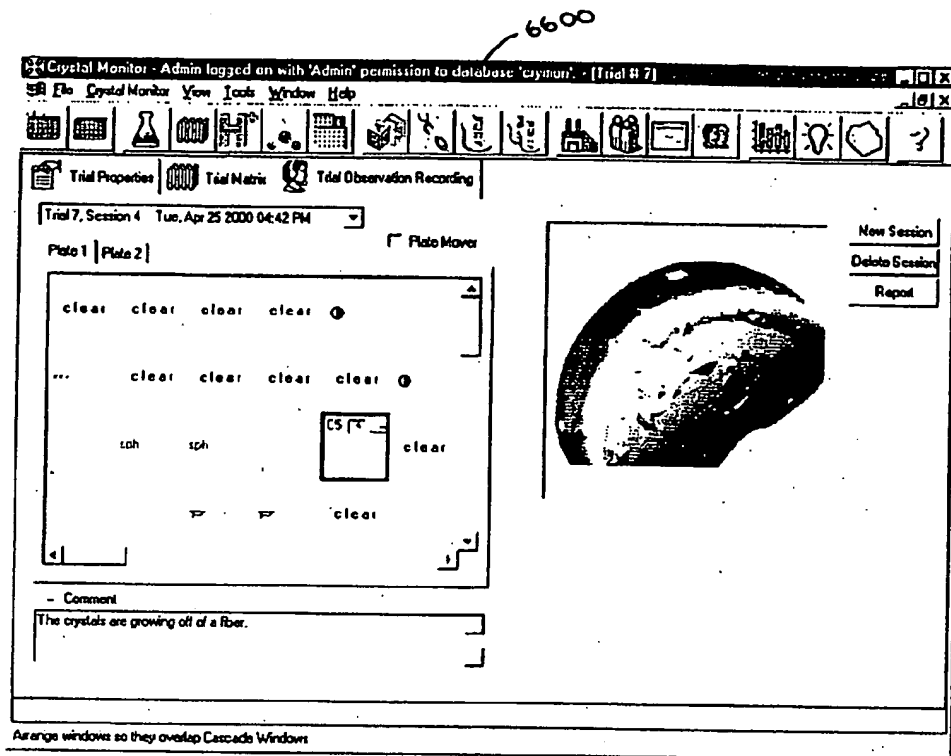 6600
Crystal Monitor - Admin logged on with 'Admin' permission to database 'crymon'. - [Trial # 7]
File Crystal Monitor View Tools Window Help
Trial Properties Trial Matrix Trial Observation Recording
Trial 7, Session 4 Tue, Apr 25 2000 04:42 PM
Plate Mover
Plate 1 Plate 2
New Session
Delete Session
Report
clear clear clear clear
... clear clear clear clear
sph sph C5 clear
clear
Comment
The crystals are growing off of a fiber.
Arrange windows so they overlap Cascade Windows